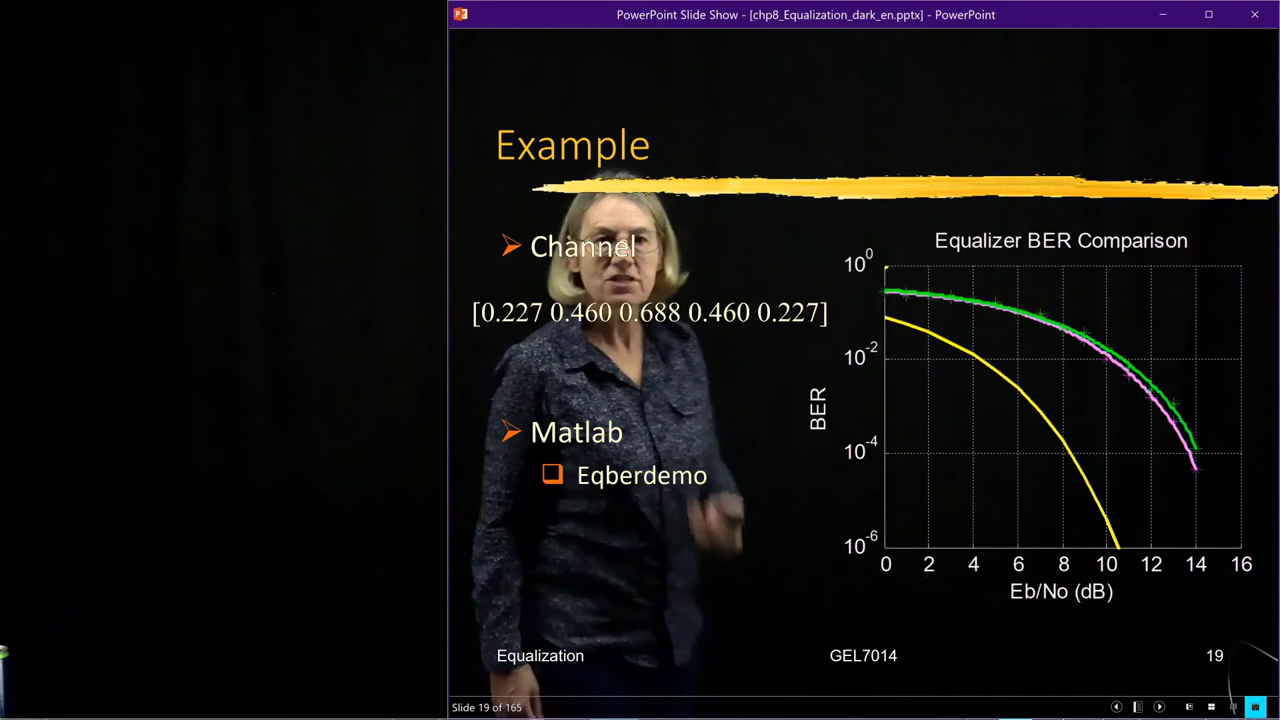 PowerPoint Slide Show - [chp8_Equalization_dark_en.pptx] - PowerPoint
Example
Channel
[0.227 0.460 0.688 0.460 0.227]
Matlab
Eqberdemo
Equalizer BER Comparison
10^0
10^-2
10^-4
10^-6
BER
0 2 4 6 8 10 12 14 16
Eb/No (dB)
Equalization GEL7014 19
Slide 19 of 165